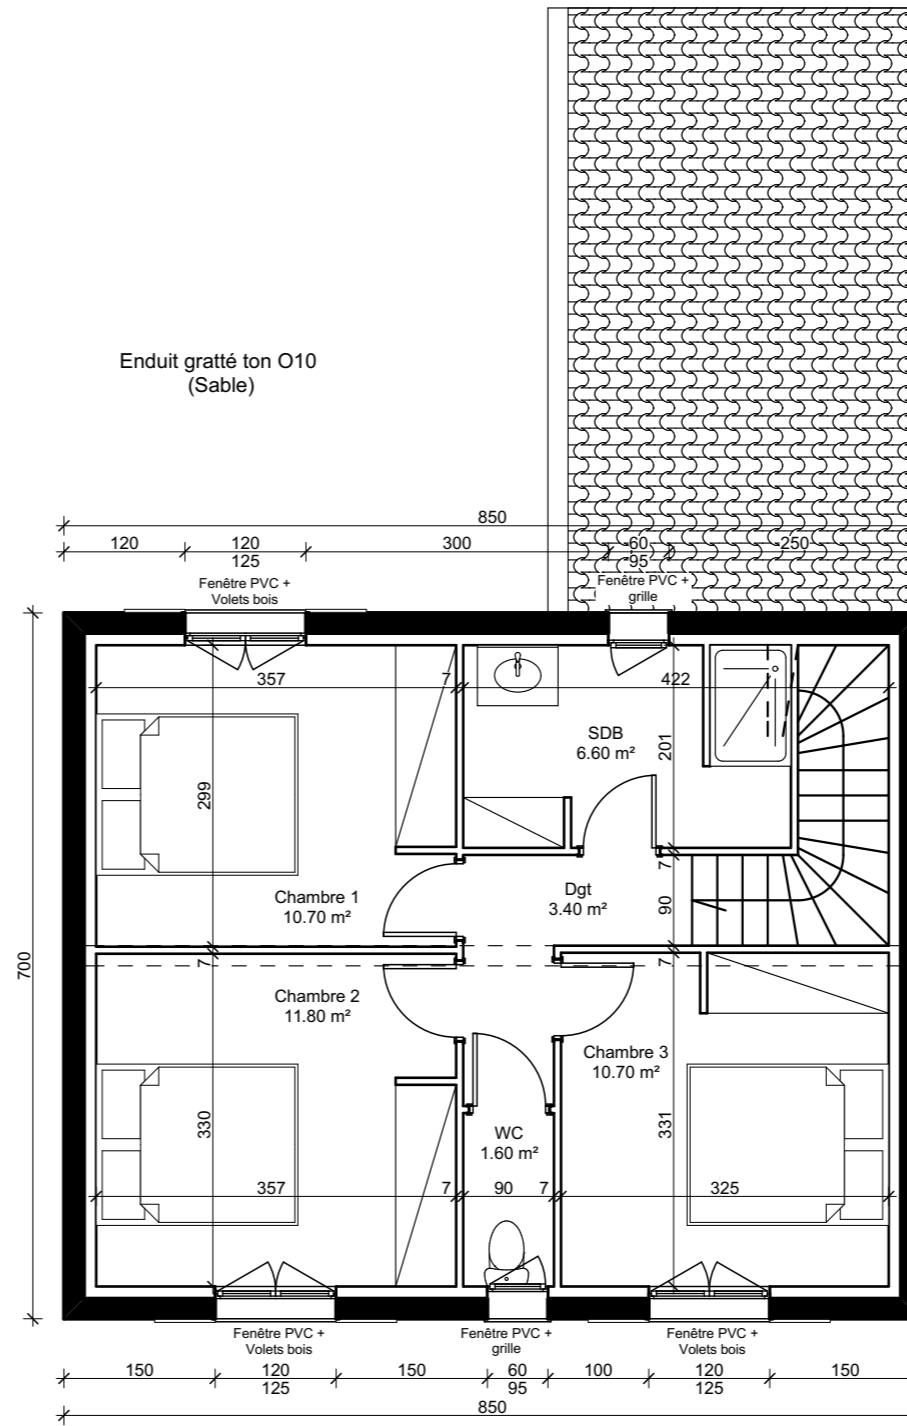 Enduit gratté ton O10
(Sable)
850
120
120
125
300
60
95
250
Fenêtre PVC +
Volets bois
Fenêtre PVC +
grille
357
7
422
SDB
6.60 m²
201
299
7
Chambre 1
10.70 m²
Dgt
3.40 m²
90
700
7
7
Chambre 2
11.80 m²
Chambre 3
10.70 m²
330
331
WC
1.60 m²
357
7
90
7
325
Fenêtre PVC +
Volets bois
Fenêtre PVC +
grille
Fenêtre PVC +
Volets bois
150
120
125
150
60
95
100
120
125
150
850